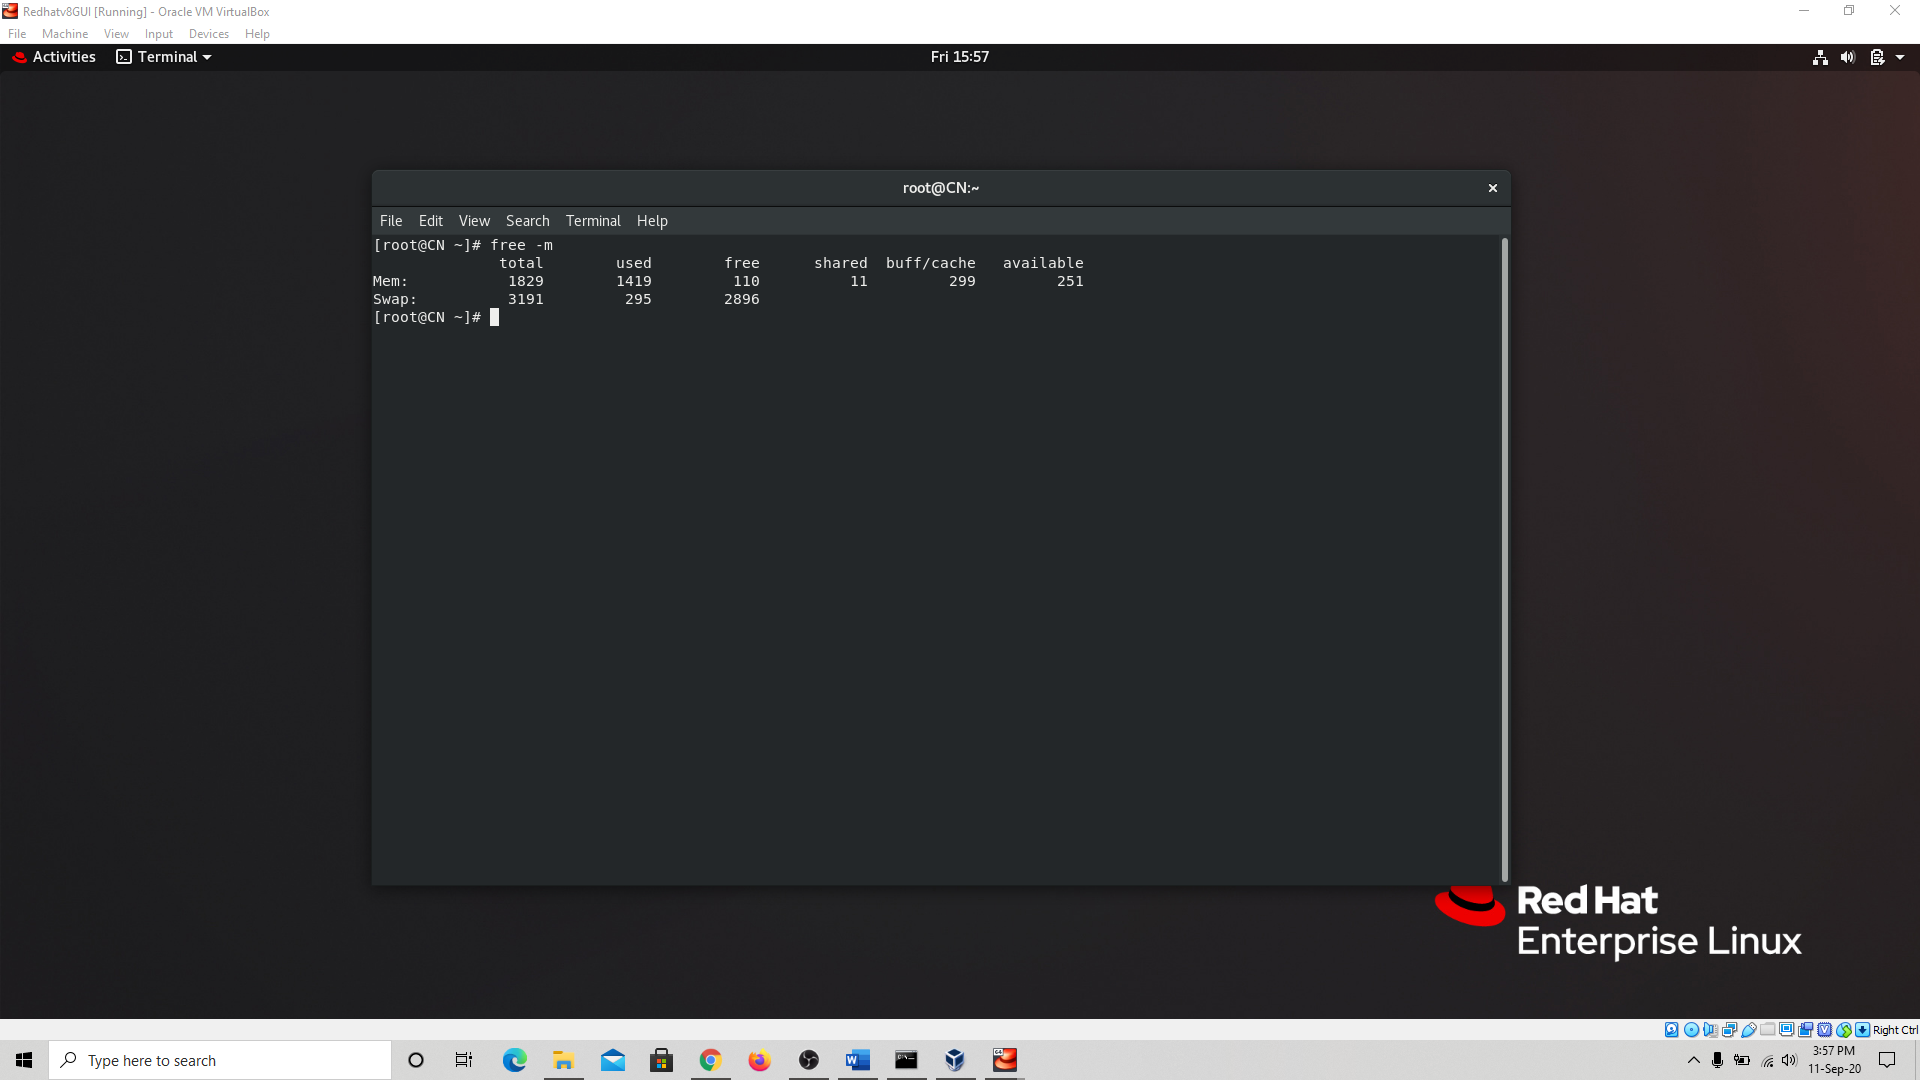 Redhatv8GUI [Running] - Oracle VM VirtualBox
File Machine View Input Devices Help
Activities Terminal Fri 15:57
root@CN:~
File Edit View Search Terminal Help
[root@CN ~]# free -m
total used free shared buff/cache available
Mem: 1829 1419 110 11 299 251
Swap: 3191 295 2896
[root@CN ~]#
Red Hat
Enterprise Linux
Right Ctrl
Type here to search
3:57 PM
11-Sep-20